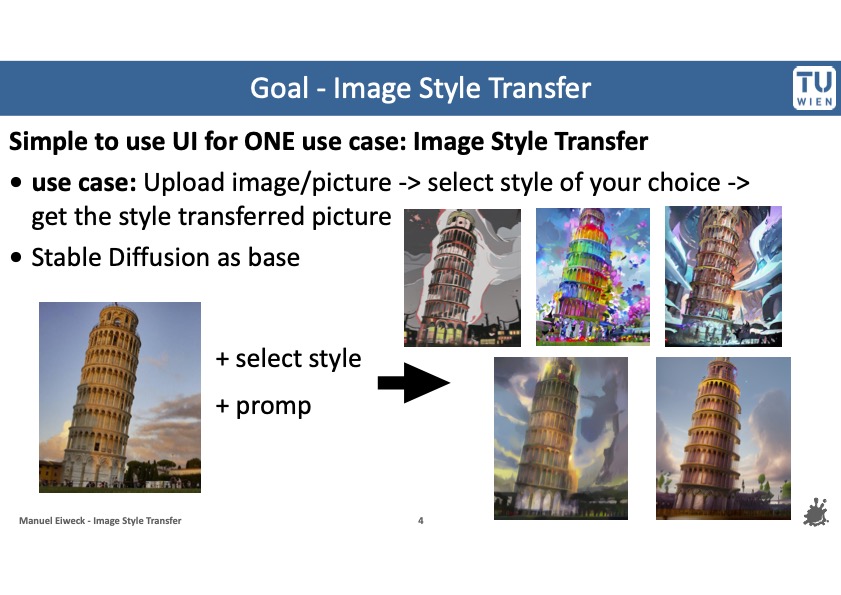 Goal - Image Style Transfer
TU
WIEN
Simple to use UI for ONE use case: Image Style Transfer
• use case: Upload image/picture -> select style of your choice ->
get the style transferred picture
• Stable Diffusion as base
+ select style
+ promp
Manuel Eiweck - Image Style Transfer
4